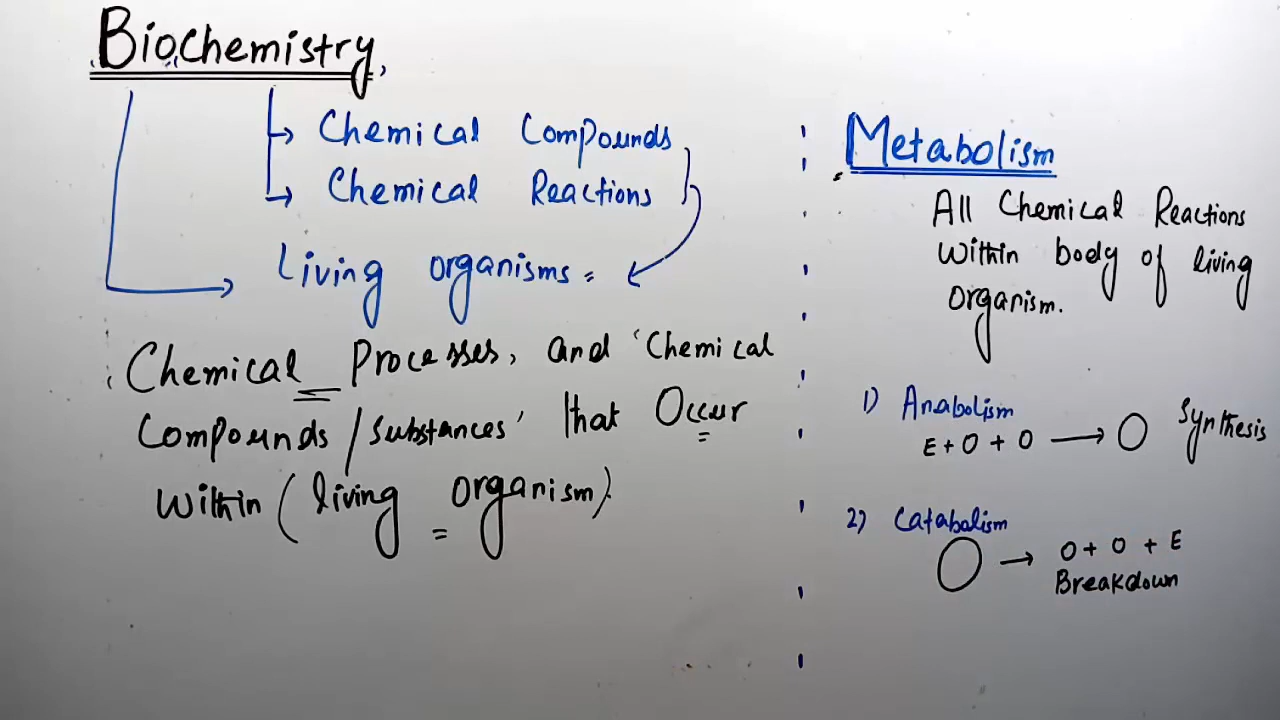 Biochemistry
Chemical Compounds
Chemical Reactions
Living organisms
Chemical Processes, and 'Chemical
Compounds/substances' that Occur
within (living organism).
Metabolism
All Chemical Reactions
within body of living
organism.
1) Anabolism
E + O + O → O Synthesis
2) Catabolism
O → O + O + E
Breakdown